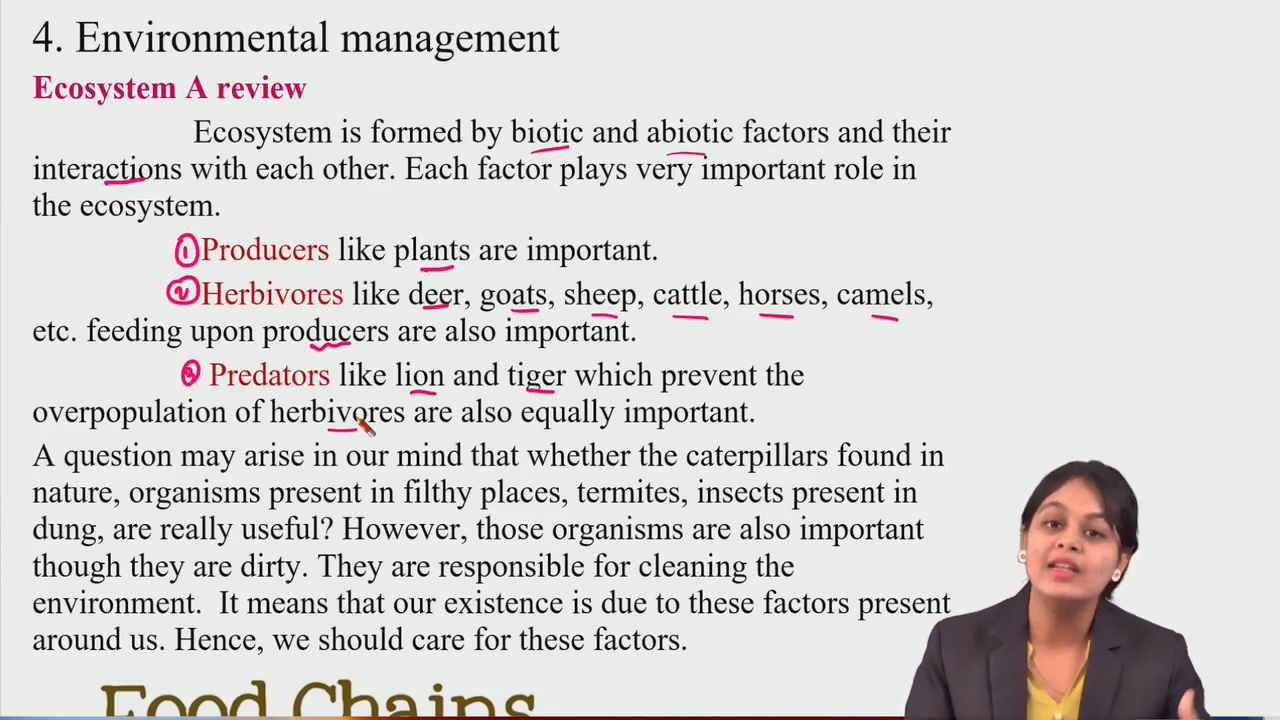 4. Environmental management
Ecosystem A review
Ecosystem is formed by biotic and abiotic factors and their
interactions with each other. Each factor plays very important role in
the ecosystem.
1 Producers like plants are important.
2 Herbivores like deer, goats, sheep, cattle, horses, camels,
etc. feeding upon producers are also important.
3 Predators like lion and tiger which prevent the
overpopulation of herbivores are also equally important.
A question may arise in our mind that whether the caterpillars found in
nature, organisms present in filthy places, termites, insects present in
dung, are really useful? However, those organisms are also important
though they are dirty. They are responsible for cleaning the
environment. It means that our existence is due to these factors present
around us. Hence, we should care for these factors.
Food Chains